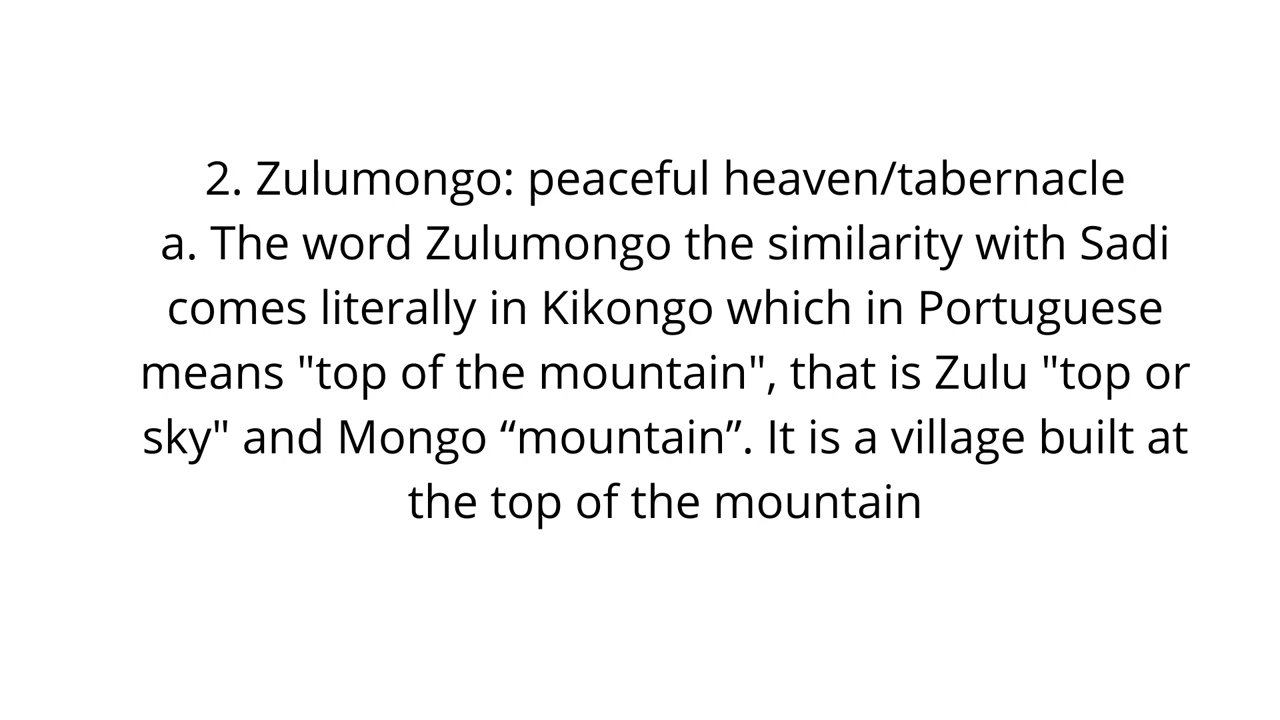 2. Zulumongo: peaceful heaven/tabernacle
a. The word Zulumongo the similarity with Sadi
comes literally in Kikongo which in Portuguese
means "top of the mountain", that is Zulu "top or
sky" and Mongo “mountain”. It is a village built at
the top of the mountain